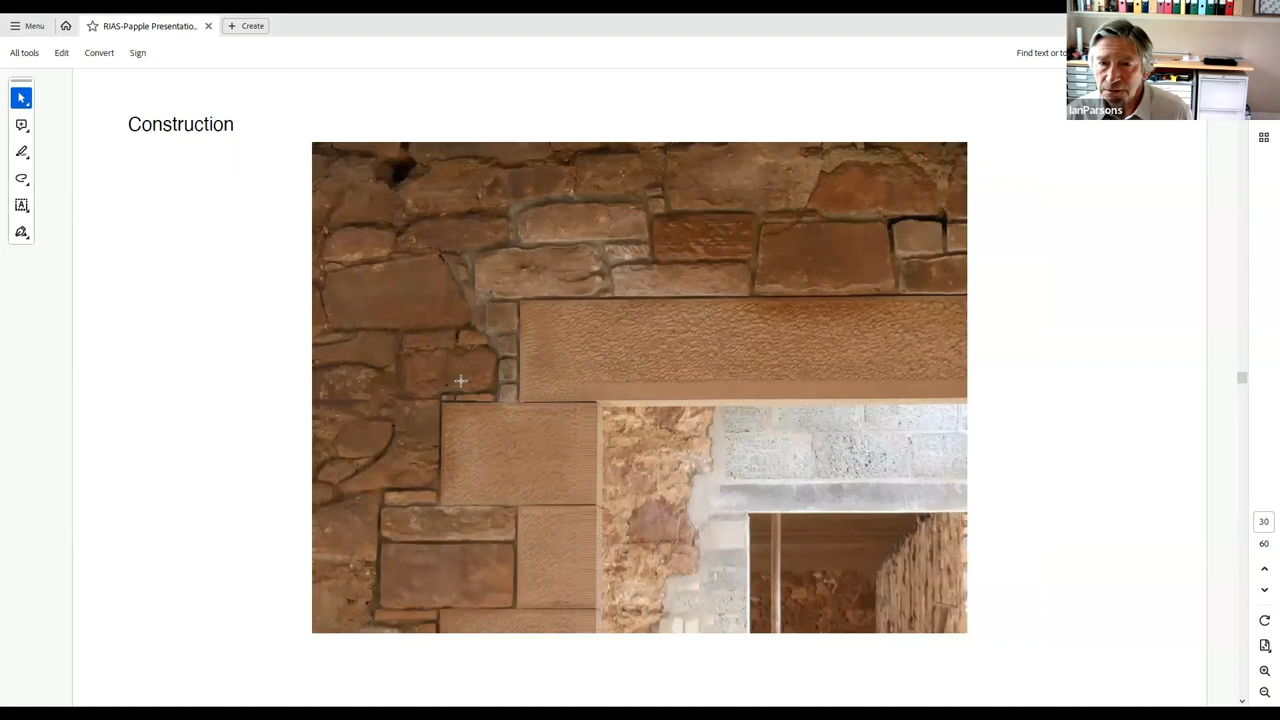 Menu
RIAS-Papple Presentatio..
Create
All tools
Edit
Convert
Sign
Find text or to
IanParsons
Construction
30
60